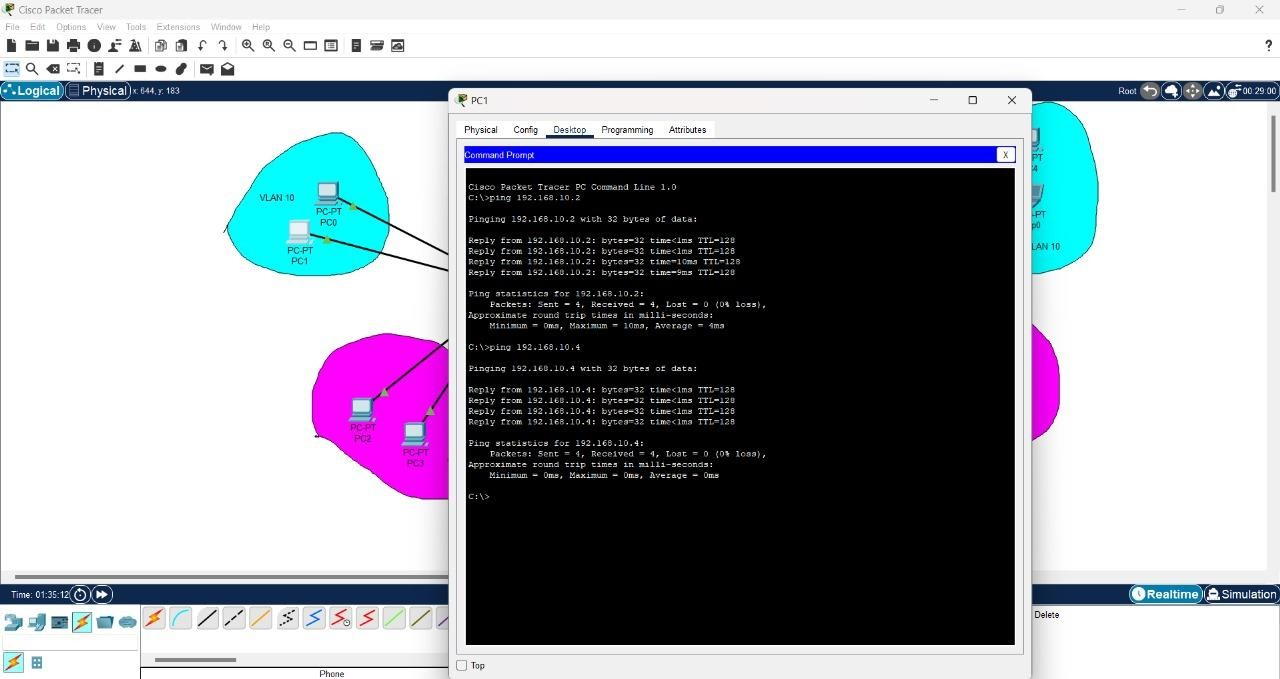 Cisco Packet Tracer
File Edit Options View Tools Extensions Window Help
?
Logical Physical x: 644, y: 183
Root 00:29:00
VLAN 10
PC-PT
PC0
PC-PT
PC1
PC-PT
PC2
PC-PT
PC3
PC1
Physical Config Desktop Programming Attributes
Command Prompt X
Cisco Packet Tracer PC Command Line 1.0
C:\>ping 192.168.10.2
Pinging 192.168.10.2 with 32 bytes of data:
Reply from 192.168.10.2: bytes=32 time<1ms TTL=128
Reply from 192.168.10.2: bytes=32 time<1ms TTL=128
Reply from 192.168.10.2: bytes=32 time=10ms TTL=128
Reply from 192.168.10.2: bytes=32 time=9ms TTL=128
Ping statistics for 192.168.10.2:
Packets: Sent = 4, Received = 4, Lost = 0 (0% loss),
Approximate round trip times in milli-seconds:
Minimum = 0ms, Maximum = 10ms, Average = 4ms
C:\>ping 192.168.10.4
Pinging 192.168.10.4 with 32 bytes of data:
Reply from 192.168.10.4: bytes=32 time<1ms TTL=128
Reply from 192.168.10.4: bytes=32 time<1ms TTL=128
Reply from 192.168.10.4: bytes=32 time<1ms TTL=128
Reply from 192.168.10.4: bytes=32 time<1ms TTL=128
Ping statistics for 192.168.10.4:
Packets: Sent = 4, Received = 4, Lost = 0 (0% loss),
Approximate round trip times in milli-seconds:
Minimum = 0ms, Maximum = 0ms, Average = 0ms
C:\>
Top
PT
-PT
p0
LAN 10
Time: 01:35:12
Realtime Simulation
Delete
Phone